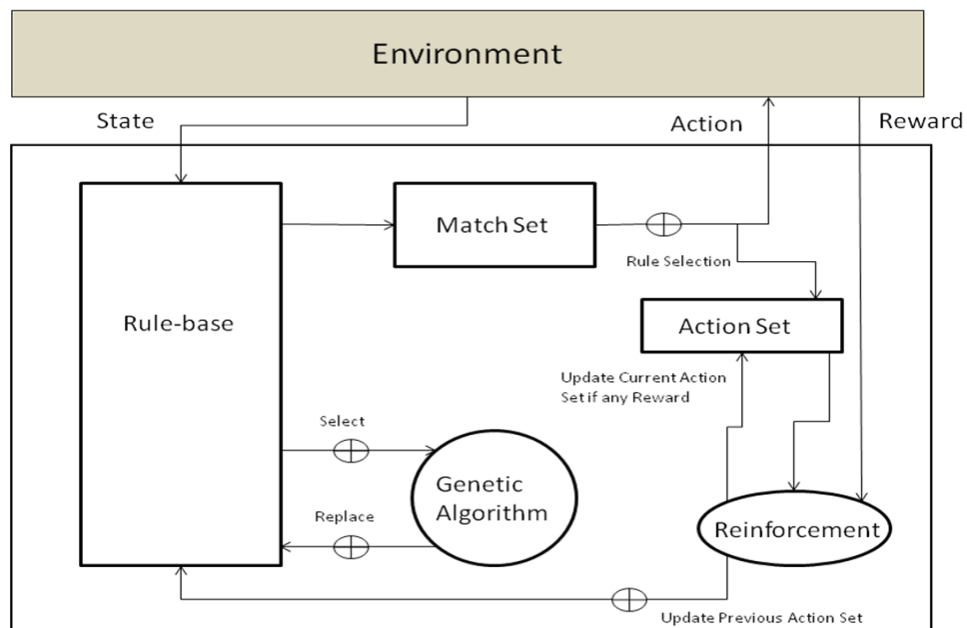 Environment
State
Action
Reward
Match Set
Rule Selection
Rule-base
Action Set
Update Current Action
Set if any Reward
Select
Genetic
Algorithm
Replace
Reinforcement
Update Previous Action Set